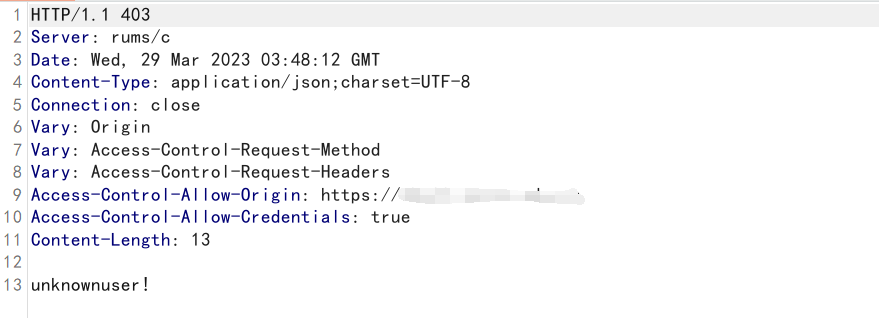 1 HTTP/1.1 403
2 Server: rums/c
3 Date: Wed, 29 Mar 2023 03:48:12 GMT
4 Content-Type: application/json;charset=UTF-8
5 Connection: close
6 Vary: Origin
7 Vary: Access-Control-Request-Method
8 Vary: Access-Control-Request-Headers
9 Access-Control-Allow-Origin: https://
10 Access-Control-Allow-Credentials: true
11 Content-Length: 13
12
13 unknownuser!